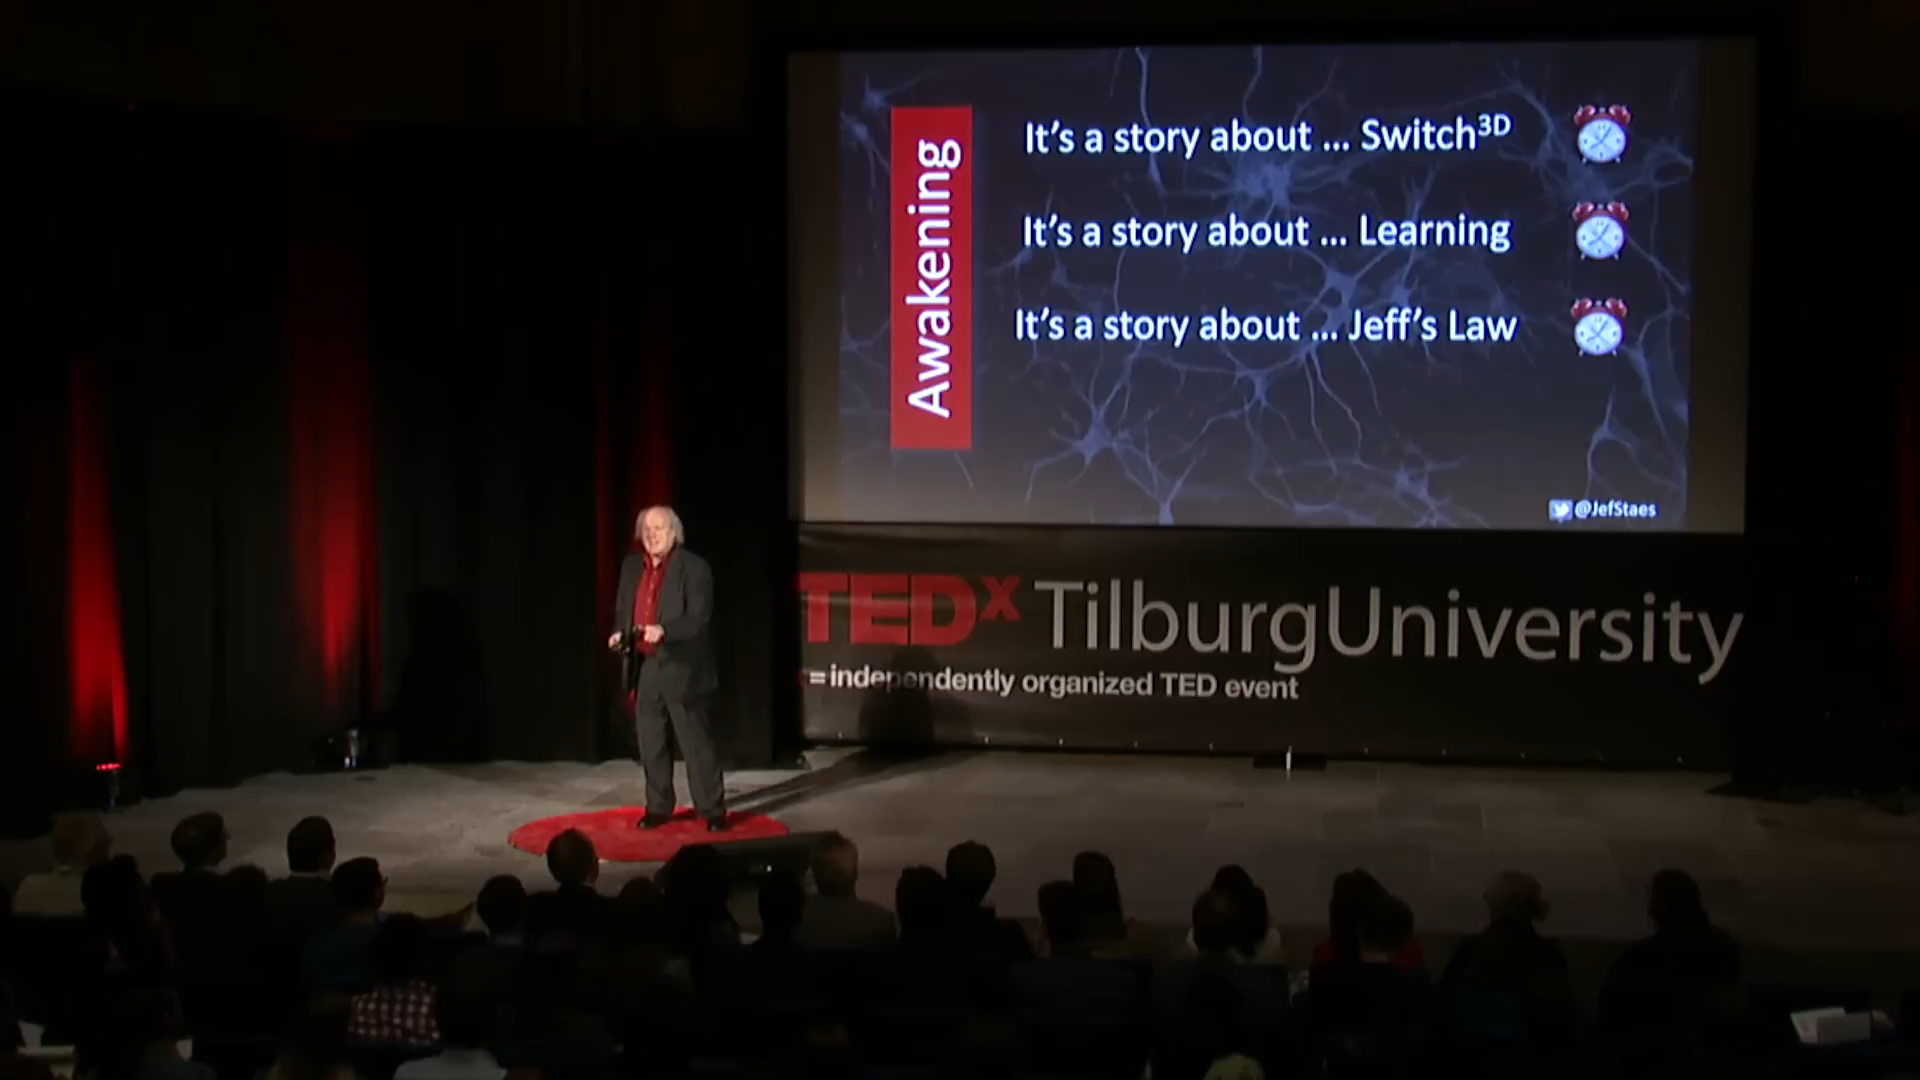 Awakening
It's a story about ... Switch³ᴰ
It's a story about ... Learning
It's a story about ... Jeff's Law
@JefStaes
TEDx TilburgUniversity
= independently organized TED event